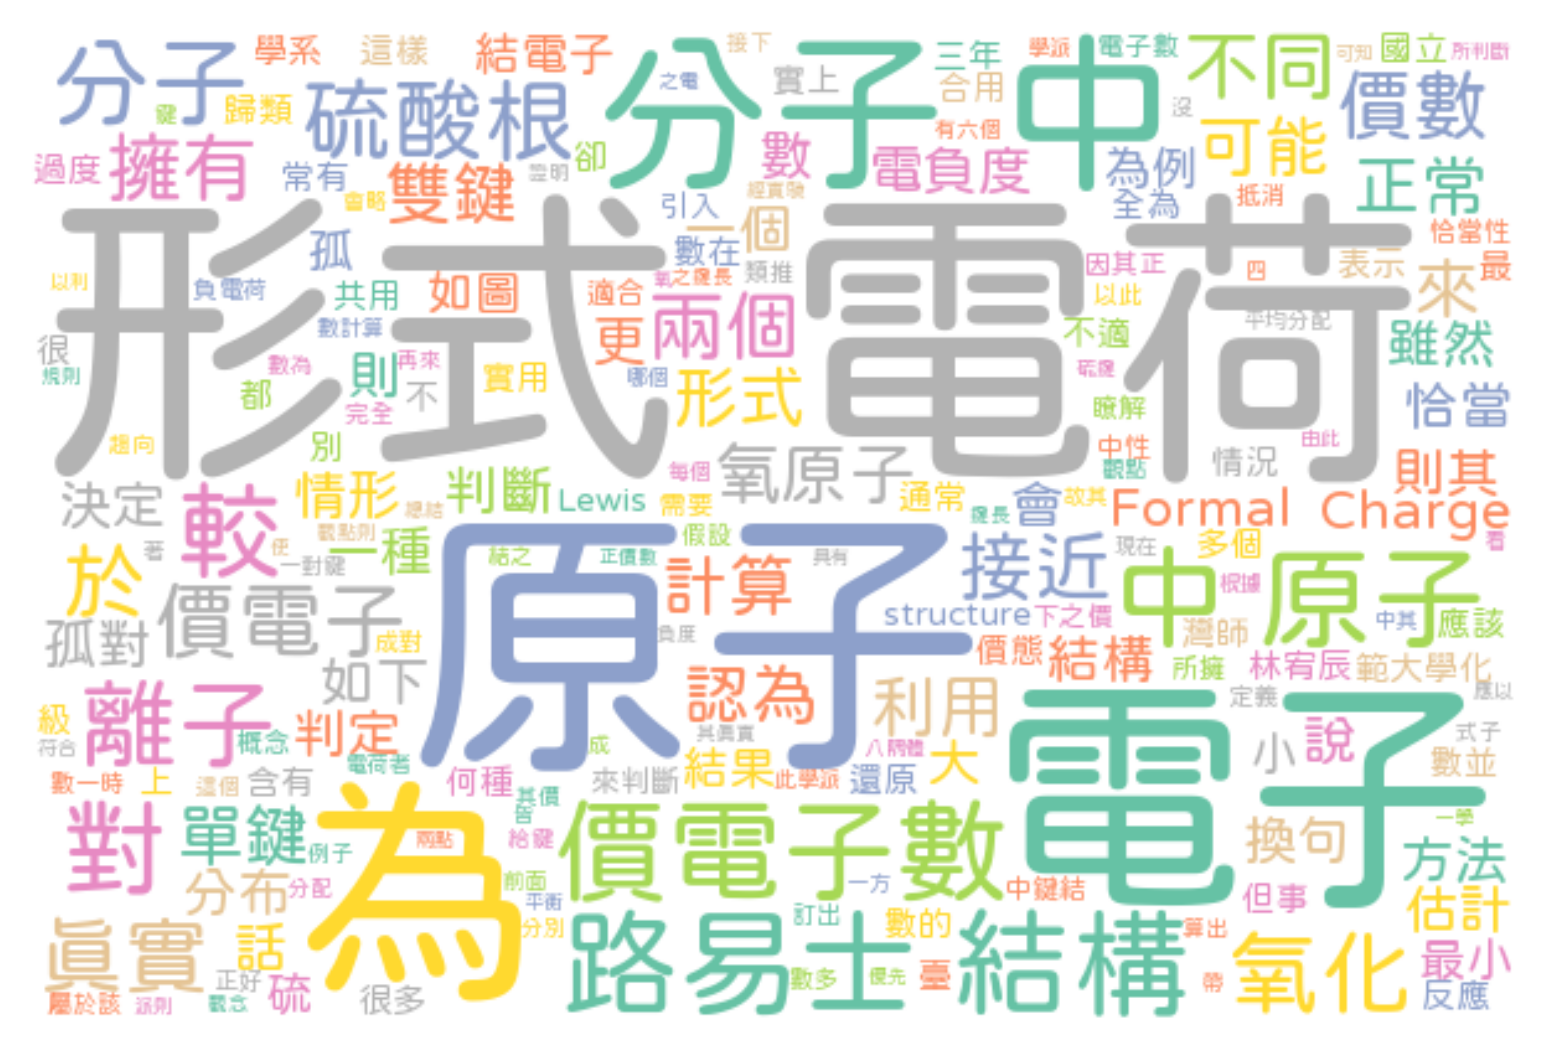 分子 學系 這樣 結電子 分子 接下 三年 學派 電子數 不同 可知 國立 所判斷
鍵 歸類 硫酸根 之電 實上 合用 中 沒 價數
過度 擁有 常有 雙鍵 證明 卻 數 有六個 電負度 為例 可能 正常
會略 引入 經實發 全為 抵消
形式電荷
孤 數在 一個 恰當性
以利 負電荷 共用 如圖 適合 氧之鍵長 類推 因其正 四 表示 來 最
很 數計算 更 兩個 以此 平均分配 雖然
規則 數為 則 再來 不適
都 不 實用 哪個 形式 硫鍵 恰當
完全 瞭解
趨向 別 中性 由此
決定 較 情形 判斷 每個 氧原子 通常 觀點 情況 則其
總結 Lewis 需要 鍵長 會 故其 Formal Charge
著 於 便 觀點則 一種 原子 假設 接近 現在 多個 看
一對鍵 結之 正價數 計算 具有 中 根據 原子
價電子 structure 下之價 中其
孤對 成對 負度 灣師 應該
如下 認為 價態 結構 所擁 林宥辰 範大學化
離子 利用 電子 定義 應以
級 概念 判定 其眞實 說 式子
符合 電荷者 成 八隅體 小 數並
數一時 上 這個 含有 何種 來判斷 結果 此學派 還原 大
對 單鍵 為 兩點 其價 皆 價電子數 一學
例子 給鍵 換句 方法
分布 分配 前面 一方 中鍵結 但事 估計
眞實 話 平衡 分別 路易士結構 訂出 數的 算出 氧化 最小
正好 硫 很多 數多 優先 臺 帶 反應
屬於該 派則 觀念